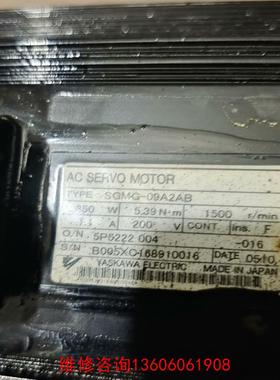 AC SERVO MOTOR
TYPE SGMG-09A2AB
850 W 5.39 N·m 1500 r/min
A 200 V CONT. ins. F
O/N 5P5222 004 -016
S/N B005XC168910016 DATE 0510
YASKAWA ELECTRIC MADE IN JAPAN
维修咨询13606061908